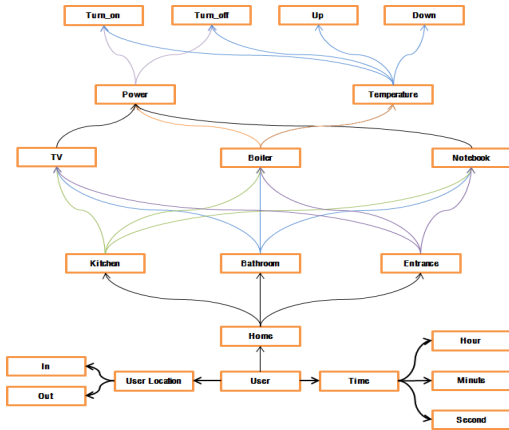 Turn_on
Turn_off
Up
Down
Power
Temperature
TV
Boiler
Notebook
Kitchen
Bathroom
Entrance
Home
Hour
In
User Location
User
Time
Minute
Out
Second